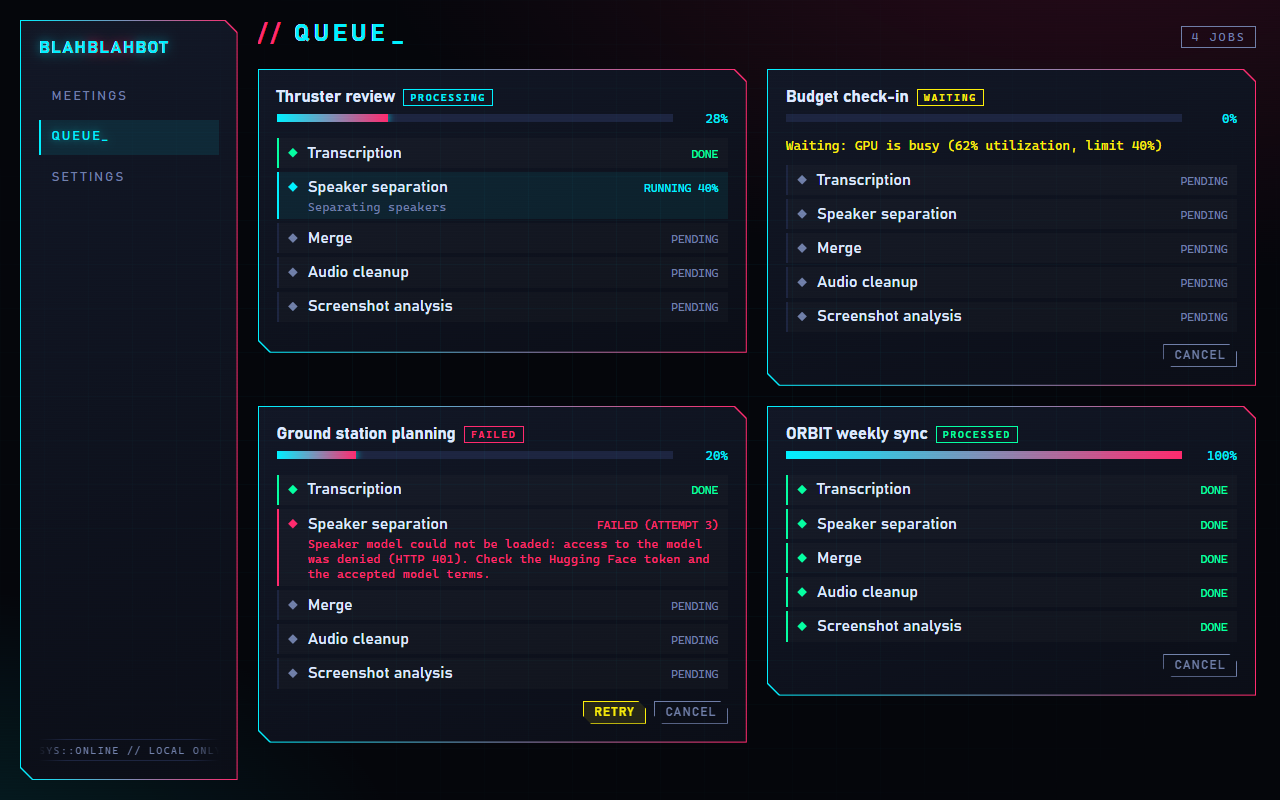 BLAHBLAHBOT
MEETINGS
QUEUE_
SETTINGS
SYS::ONLINE // LOCAL ONL
// QUEUE_
4 JOBS
Thruster review PROCESSING
28%
Transcription DONE
Speaker separation RUNNING 40%
Separating speakers
Merge PENDING
Audio cleanup PENDING
Screenshot analysis PENDING
Budget check-in WAITING
0%
Waiting: GPU is busy (62% utilization, limit 40%)
Transcription PENDING
Speaker separation PENDING
Merge PENDING
Audio cleanup PENDING
Screenshot analysis PENDING
CANCEL
Ground station planning FAILED
20%
Transcription DONE
Speaker separation FAILED (ATTEMPT 3)
Speaker model could not be loaded: access to the model
was denied (HTTP 401). Check the Hugging Face token and
the accepted model terms.
Merge PENDING
Audio cleanup PENDING
Screenshot analysis PENDING
RETRY CANCEL
ORBIT weekly sync PROCESSED
100%
Transcription DONE
Speaker separation DONE
Merge DONE
Audio cleanup DONE
Screenshot analysis DONE
CANCEL